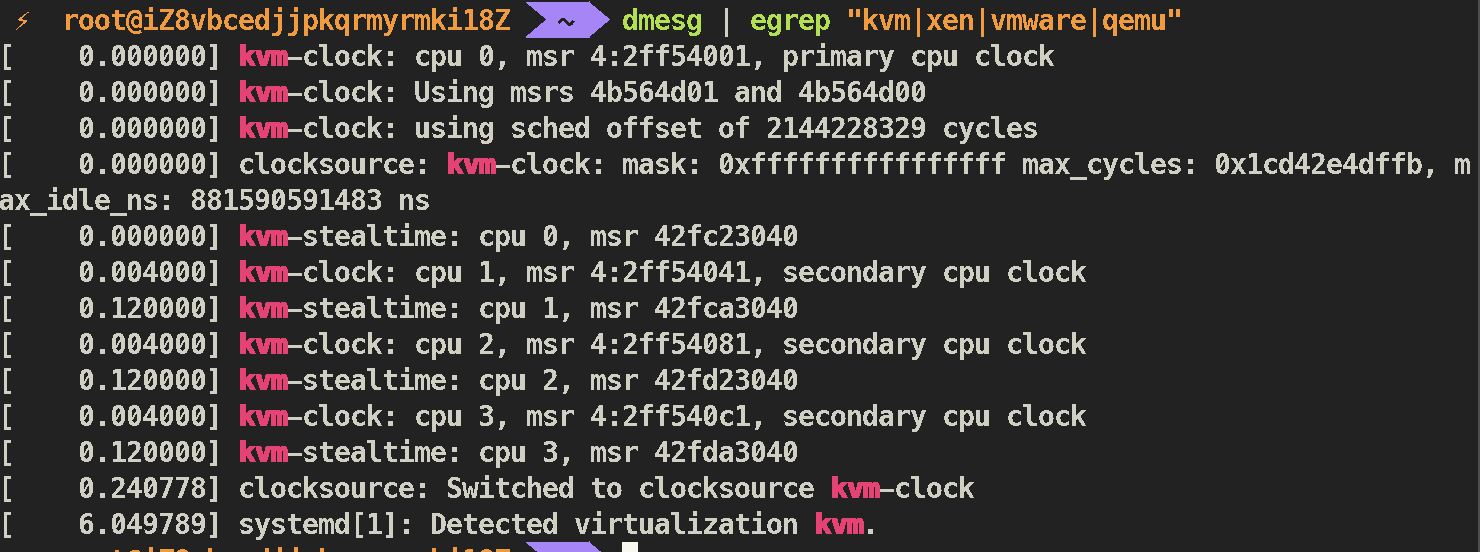 ⚡ root@iZ8vbcedjjpkqrmyrmki18Z ~ dmesg | egrep "kvm|xen|vmware|qemu"
[    0.000000] kvm-clock: cpu 0, msr 4:2ff54001, primary cpu clock
[    0.000000] kvm-clock: Using msrs 4b564d01 and 4b564d00
[    0.000000] kvm-clock: using sched offset of 2144228329 cycles
[    0.000000] clocksource: kvm-clock: mask: 0xffffffffffffffff max_cycles: 0x1cd42e4dffb, m
ax_idle_ns: 881590591483 ns
[    0.000000] kvm-stealtime: cpu 0, msr 42fc23040
[    0.004000] kvm-clock: cpu 1, msr 4:2ff54041, secondary cpu clock
[    0.120000] kvm-stealtime: cpu 1, msr 42fca3040
[    0.004000] kvm-clock: cpu 2, msr 4:2ff54081, secondary cpu clock
[    0.120000] kvm-stealtime: cpu 2, msr 42fd23040
[    0.004000] kvm-clock: cpu 3, msr 4:2ff540c1, secondary cpu clock
[    0.120000] kvm-stealtime: cpu 3, msr 42fda3040
[    0.240778] clocksource: Switched to clocksource kvm-clock
[    6.049789] systemd[1]: Detected virtualization kvm.